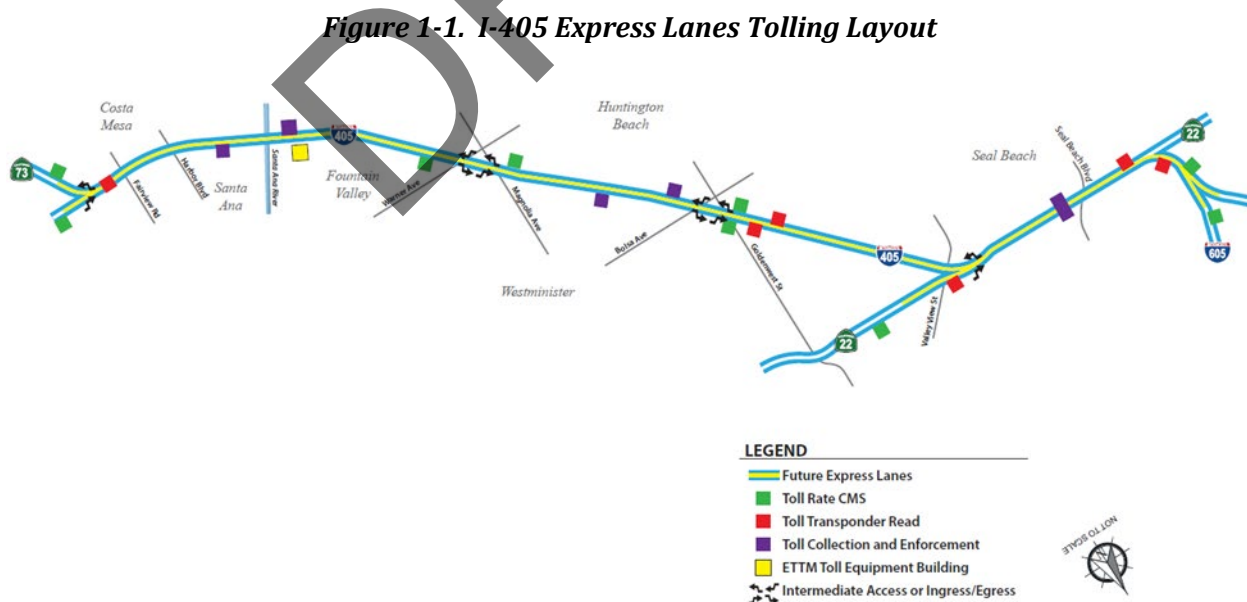 Figure 1-1. I-405 Express Lanes Tolling Layout
Costa
Mesa
Huntington
Beach
Seal Beach
Seal Beach Blvd
22
405
73
Fairview Rd
Harbor Blvd
Santa
Ana
Santa Ana River
Fountain
Valley
Warner Ave
Magnolia Ave
Bolsa Ave
Goldenwest St
Westminister
405
Valley View St
22
605
LEGEND
Future Express Lanes
Toll Rate CMS
Toll Transponder Read
Toll Collection and Enforcement
ETTM Toll Equipment Building
Intermediate Access or Ingress/Egress
NOT TO SCALE